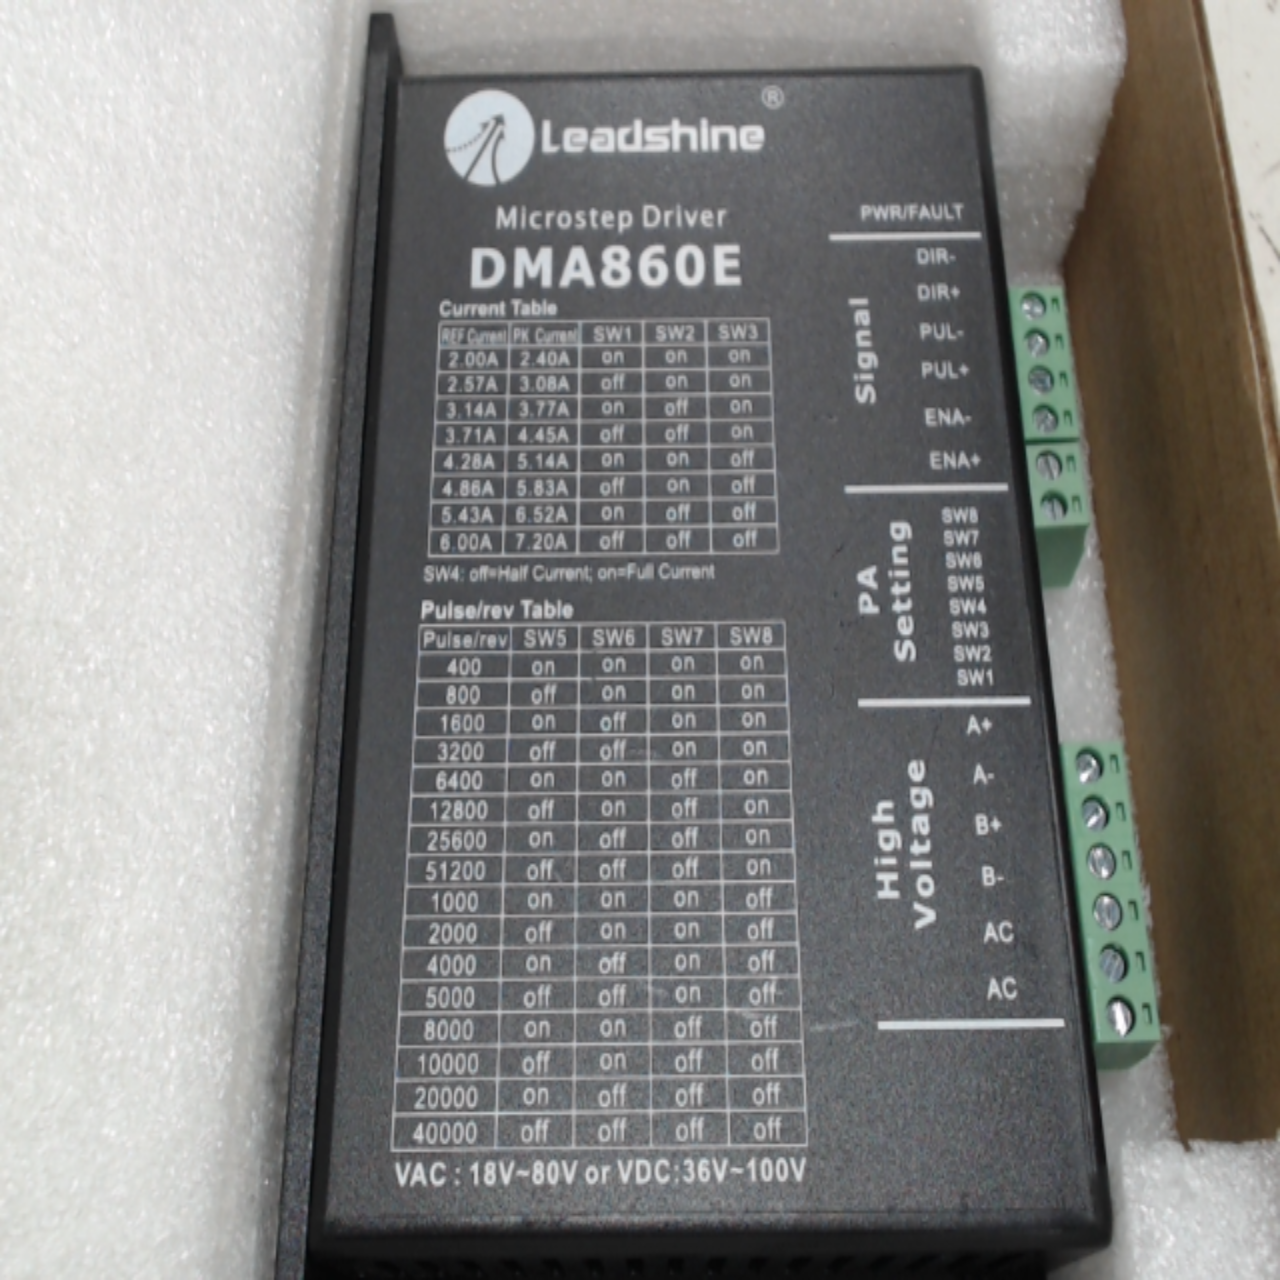 Leadshine ®
Microstep Driver
DMA860E
Current Table
REF Current PK Current SW1 SW2 SW3
2.00A 2.40A on on on
2.57A 3.08A off on on
3.14A 3.77A on off on
3.71A 4.45A off off on
4.28A 5.14A on on off
4.86A 5.83A off on off
5.43A 6.52A on off off
6.00A 7.20A off off off
SW4: off=Half Current; on=Full Current
Pulse/rev Table
Pulse/rev SW5 SW6 SW7 SW8
400 on on on on
800 off on on on
1600 on off on on
3200 off off on on
6400 on on off on
12800 off on off on
25600 on off off on
51200 off off off on
1000 on on on off
2000 off on on off
4000 on off on off
5000 off off on off
8000 on on off off
10000 off on off off
20000 on off off off
40000 off off off off
VAC : 18V~80V or VDC:36V~100V
PWR/FAULT
Signal
DIR-
DIR+
PUL-
PUL+
ENA-
ENA+
PA
Setting
SW8
SW7
SW6
SW5
SW4
SW3
SW2
SW1
High
Voltage
A+
A-
B+
B-
AC
AC